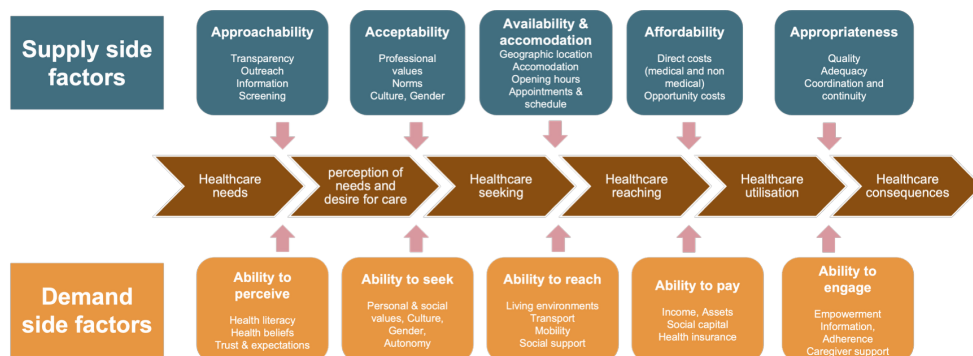 Supply side
factors
Approachability
Transparency
Outreach
Information
Screening
Acceptability
Professional
values
Norms
Culture, Gender
Availability &
accomodation
Geographic location
Accomodation
Opening hours
Appointments &
schedule
Affordability
Direct costs
(medical and non
medical)
Opportunity costs
Appropriateness
Quality
Adequacy
Coordination and
continuity
Healthcare
needs
perception of
needs and
desire for care
Healthcare
seeking
Healthcare
reaching
Healthcare
utilisation
Healthcare
consequences
Demand
side factors
Ability to
perceive
Health literacy
Health beliefs
Trust & expectations
Ability to seek
Personal & social
values, Culture,
Gender,
Autonomy
Ability to reach
Living environments
Transport
Mobility
Social support
Ability to pay
Income, Assets
Social capital
Health insurance
Ability to
engage
Empowerment
Information,
Adherence
Caregiver support